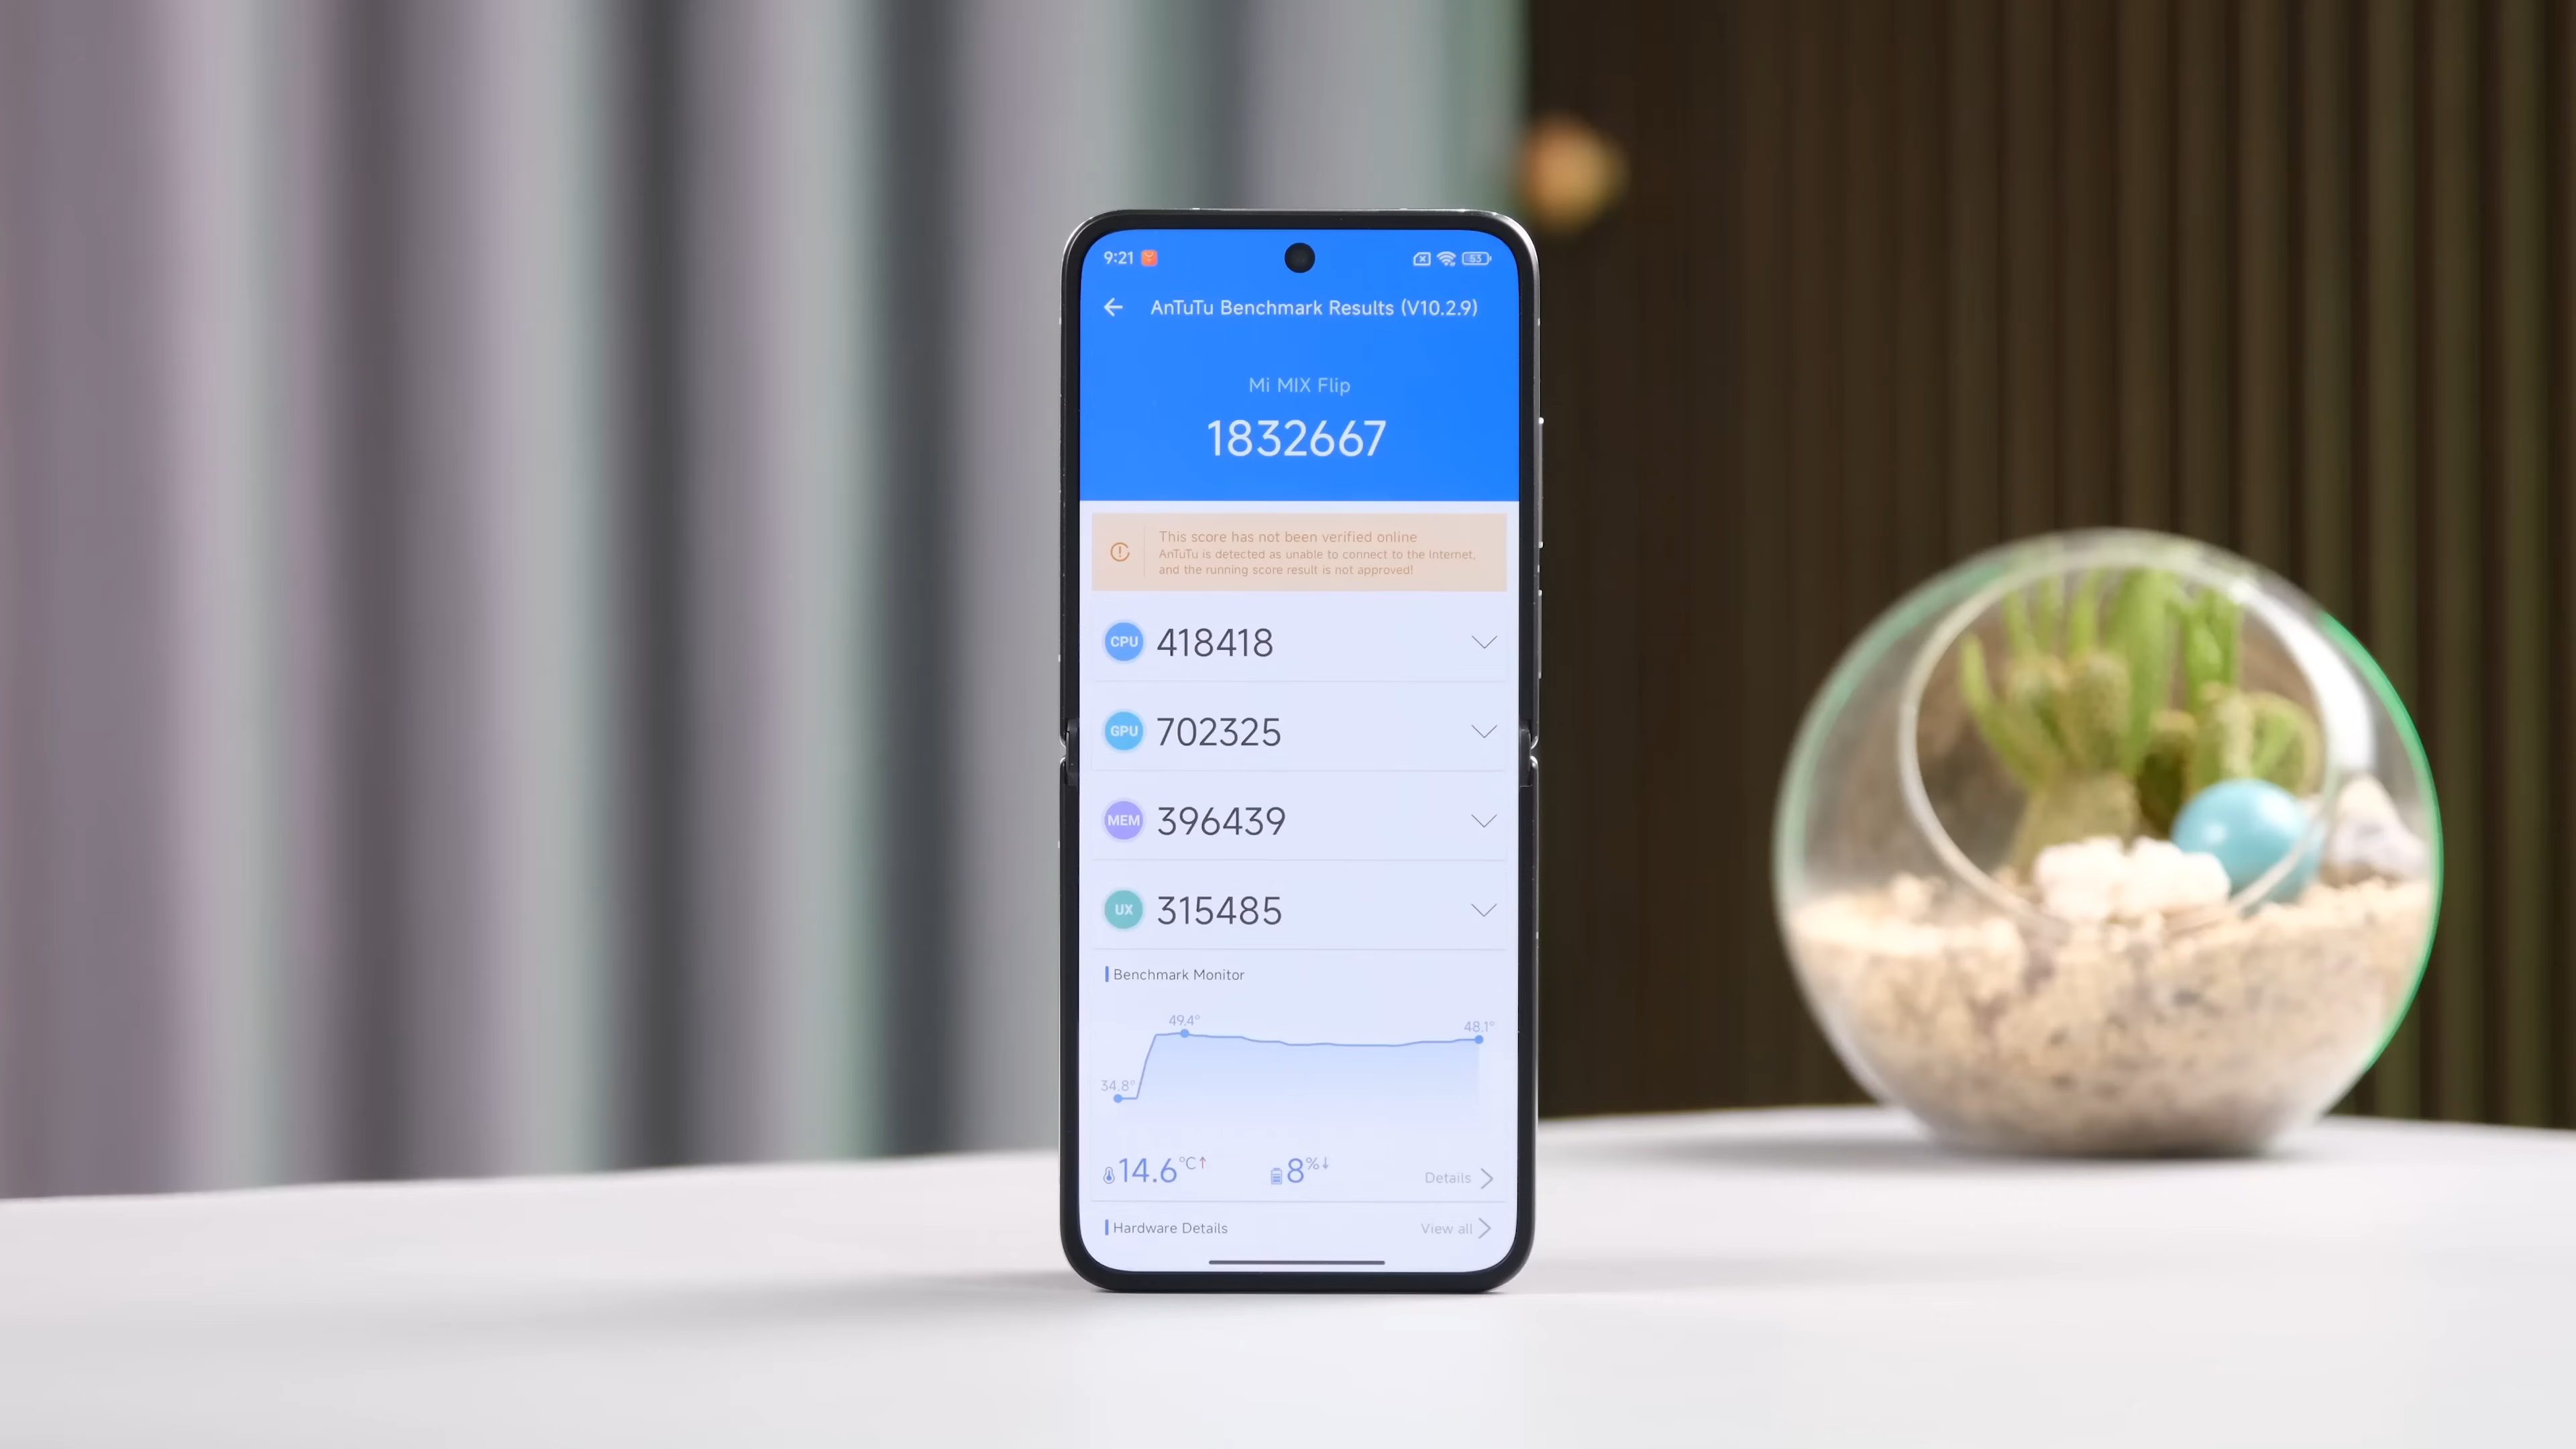 9:21 53
AnTuTu Benchmark Results (V10.2.9)
Mi MIX Flip
1832667
This score has not been verified online
AnTuTu is detected as unable to connect to the Internet,
and the running score result is not approved!
CPU 418418
GPU 702325
MEM 396439
UX 315485
Benchmark Monitor
49.4°
48.1°
34.8°
14.6°C↑ 8%↓ Details
Hardware Details View all